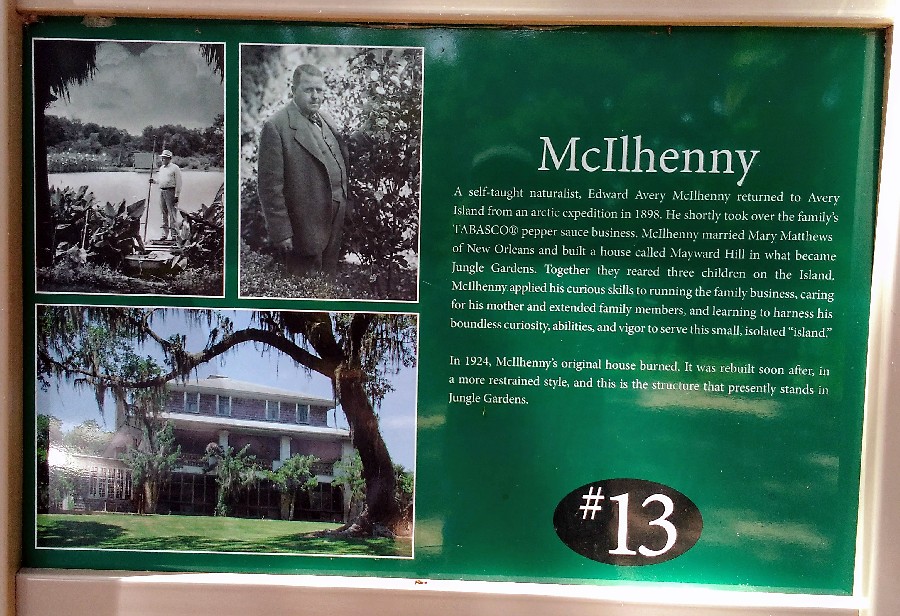 McIlhenny
A self-taught naturalist, Edward Avery McIlhenny returned to Avery
Island from an arctic expedition in 1898. He shortly took over the family's
TABASCO® pepper sauce business. McIlhenny married Mary Matthews
of New Orleans and built a house called Mayward Hill in what became
Jungle Gardens. Together they reared three children on the Island.
McIlhenny applied his curious skills to running the family business, caring
for his mother and extended family members, and learning to harness his
boundless curiosity, abilities, and vigor to serve this small, isolated "island."
In 1924, McIlhenny's original house burned. It was rebuilt soon after, in
a more restrained style, and this is the structure that presently stands in
Jungle Gardens.
#13